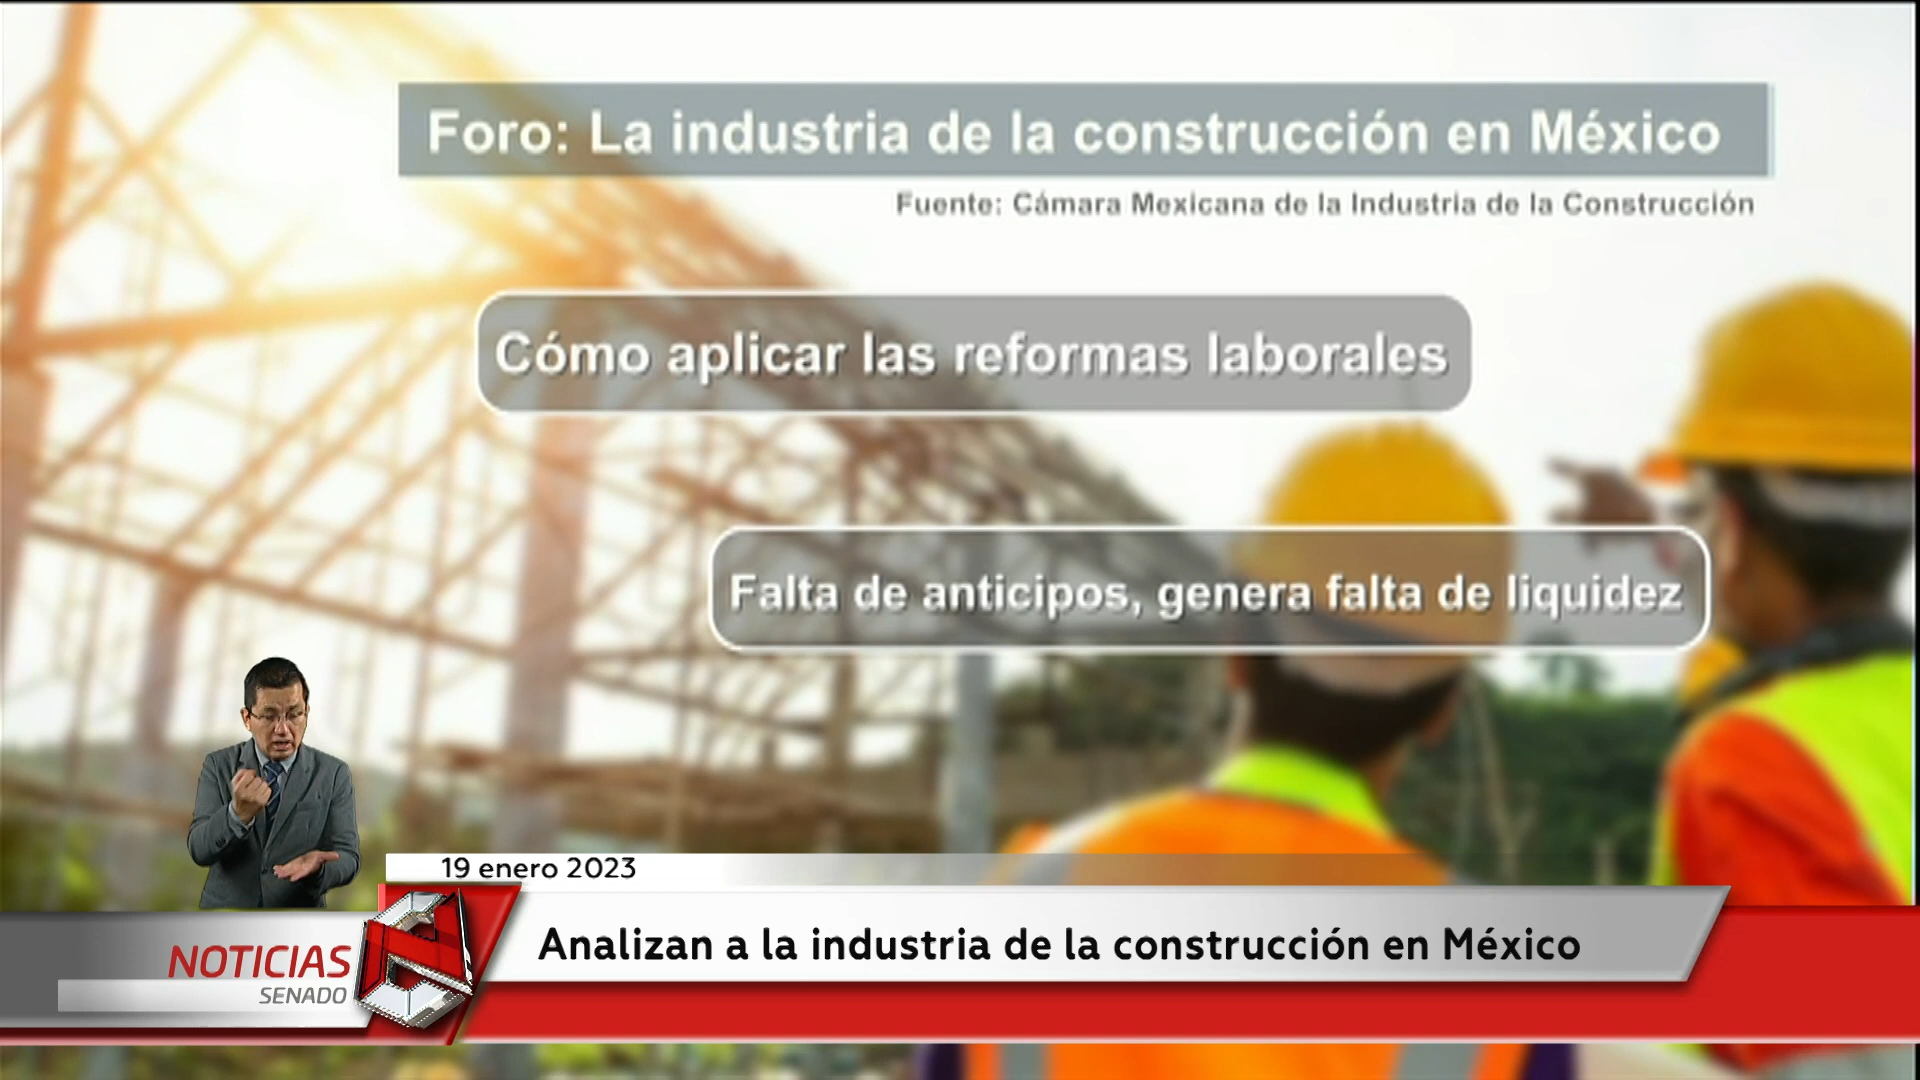 Foro: La industria de la construcción en México
Fuente: Cámara Mexicana de la Industria de la Construcción
Cómo aplicar las reformas laborales
Falta de anticipos, genera falta de liquidez
19 enero 2023
Analizan a la industria de la construcción en México
NOTICIAS
SENADO